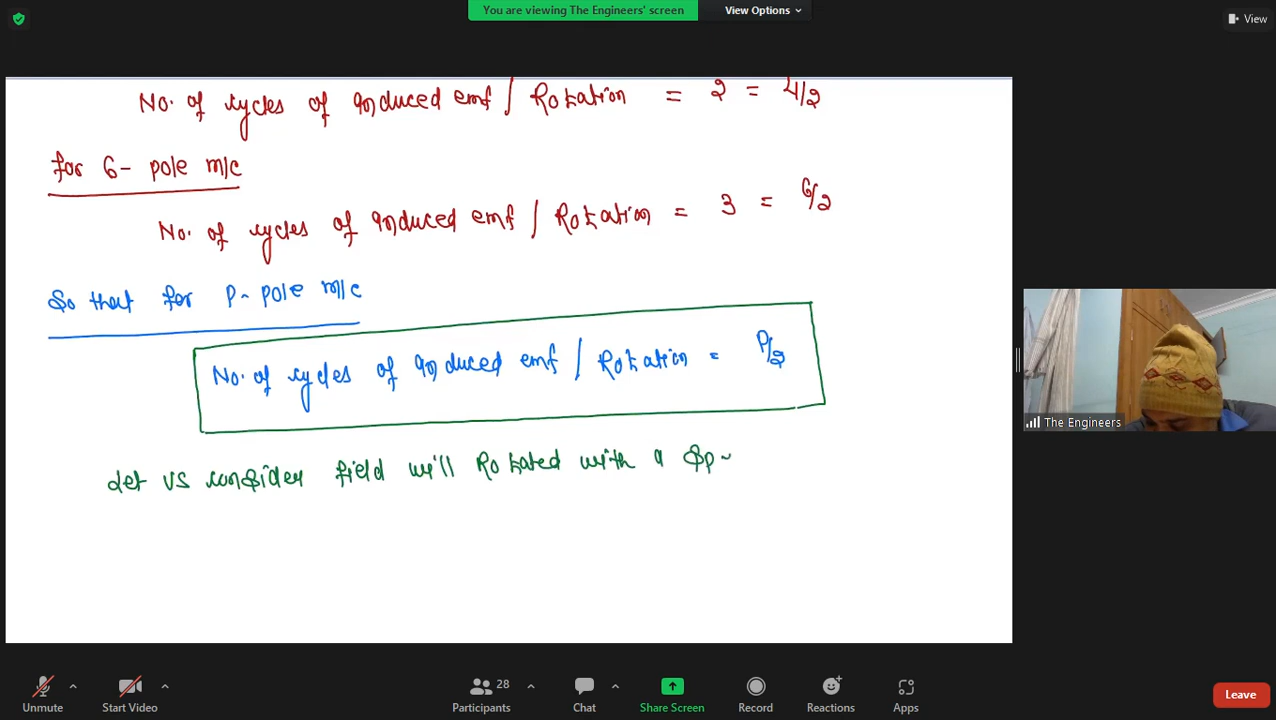 You are viewing The Engineers' screen
View Options
View
No. of cycles of induced emf / Rotation = 2 = 4/2
for 6- pole m/c
No. of cycles of induced emf / Rotation = 3 = 6/2
So that for P- pole m/c
No. of cycles of induced emf / Rotation = P/2
Let us consider field will Rotated with a Sp
The Engineers
Unmute
Start Video
28
Participants
Chat
Share Screen
Record
Reactions
Apps
Leave